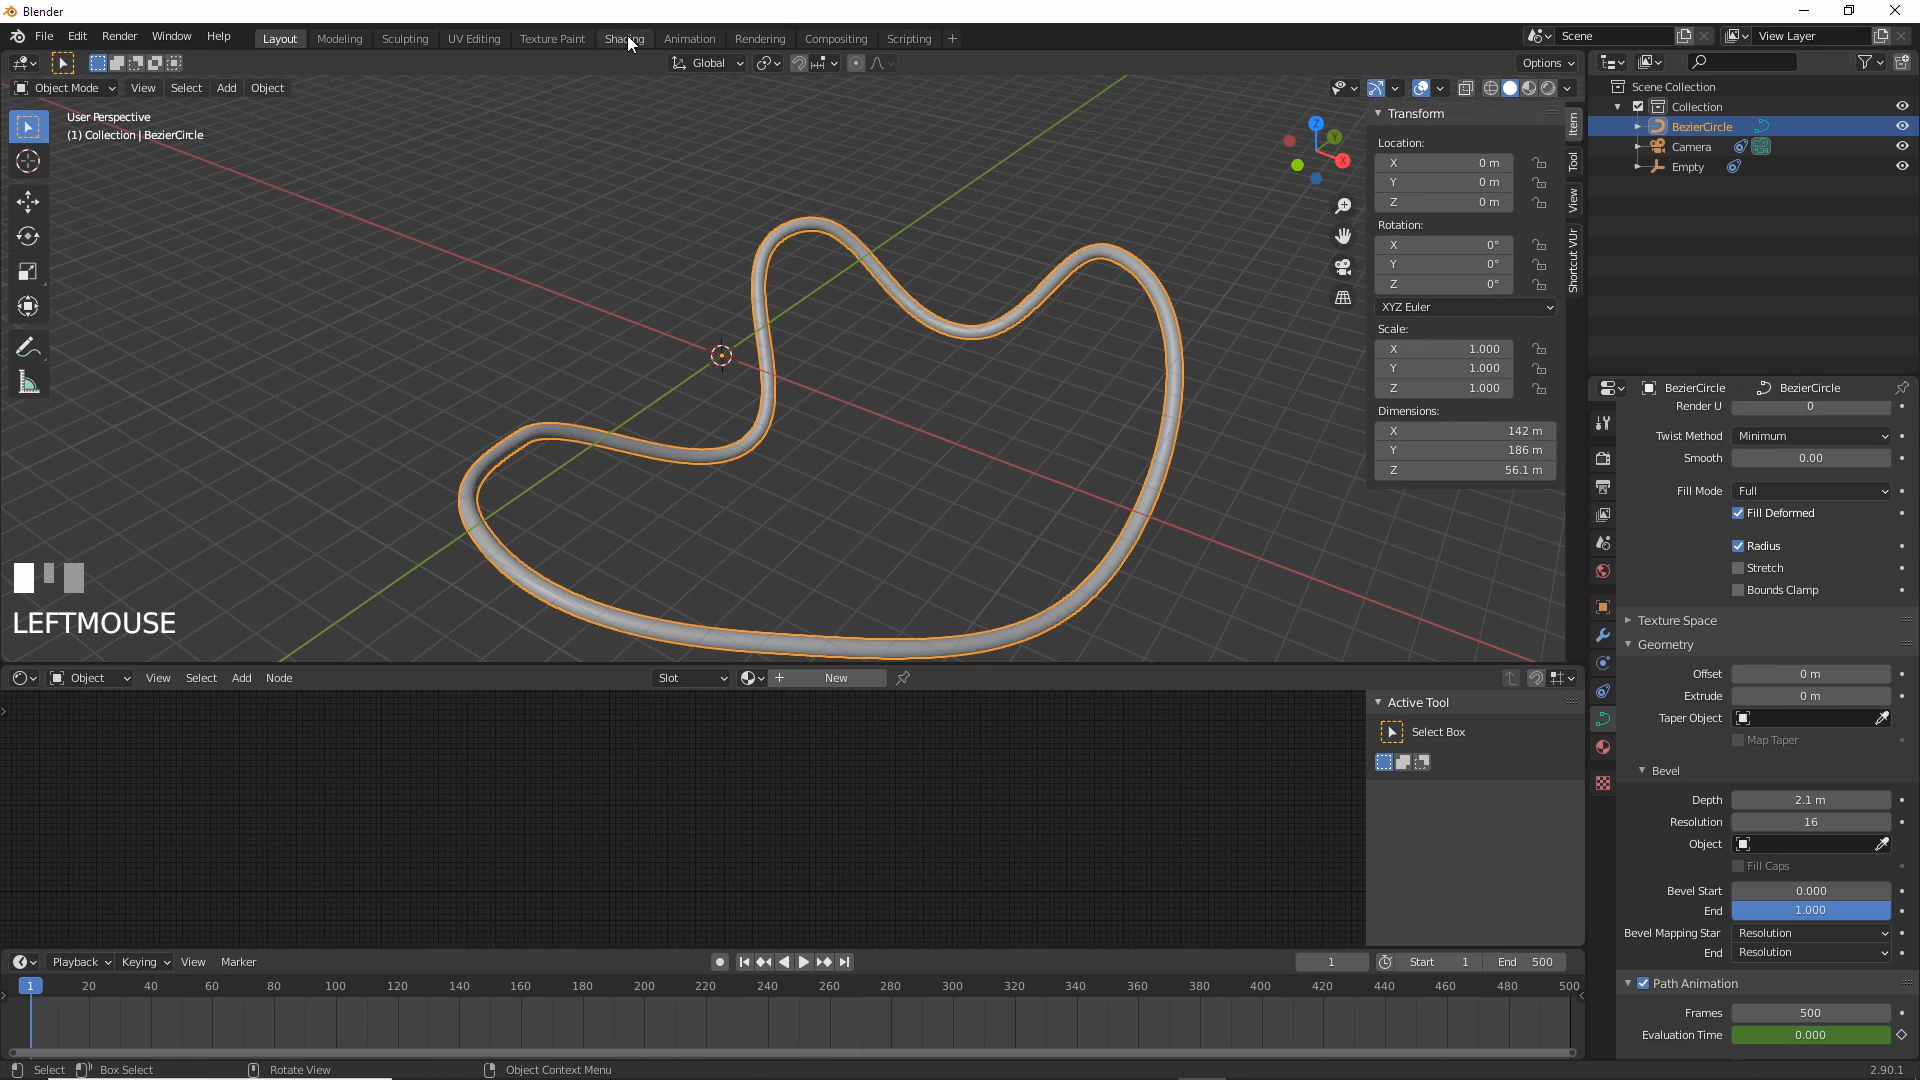 Blender
File Edit Render Window Help Layout Modeling Sculpting UV Editing Texture Paint Shading Animation Rendering Compositing Scripting + Scene View Layer
Global Options
Object Mode View Select Add Object
User Perspective
(1) Collection | BezierCircle
Z
Y
X
Transform
Location:
X 0 m
Y 0 m
Z 0 m
Rotation:
X 0°
Y 0°
Z 0°
XYZ Euler
Scale:
X 1.000
Y 1.000
Z 1.000
Dimensions:
X 142 m
Y 186 m
Z 56.1 m
Item
Tool
View
Shortcut VUr
LEFTMOUSE
Scene Collection
Collection
BezierCircle
Camera
Empty
BezierCircle BezierCircle
Render U 0
Twist Method Minimum
Smooth 0.00
Fill Mode Full
Fill Deformed
Radius
Stretch
Bounds Clamp
Texture Space
Geometry
Offset 0 m
Extrude 0 m
Taper Object
Map Taper
Bevel
Depth 2.1 m
Resolution 16
Object
Fill Caps
Bevel Start 0.000
End 1.000
Bevel Mapping Star Resolution
End Resolution
Path Animation
Frames 500
Evaluation Time 0.000
Object View Select Add Node Slot + New
Active Tool
Select Box
Playback Keying View Marker 1 Start 1 End 500
1 20 40 60 80 100 120 140 160 180 200 220 240 260 280 300 320 340 360 380 400 420 440 460 480 500
Select Box Select Rotate View Object Context Menu 2.90.1